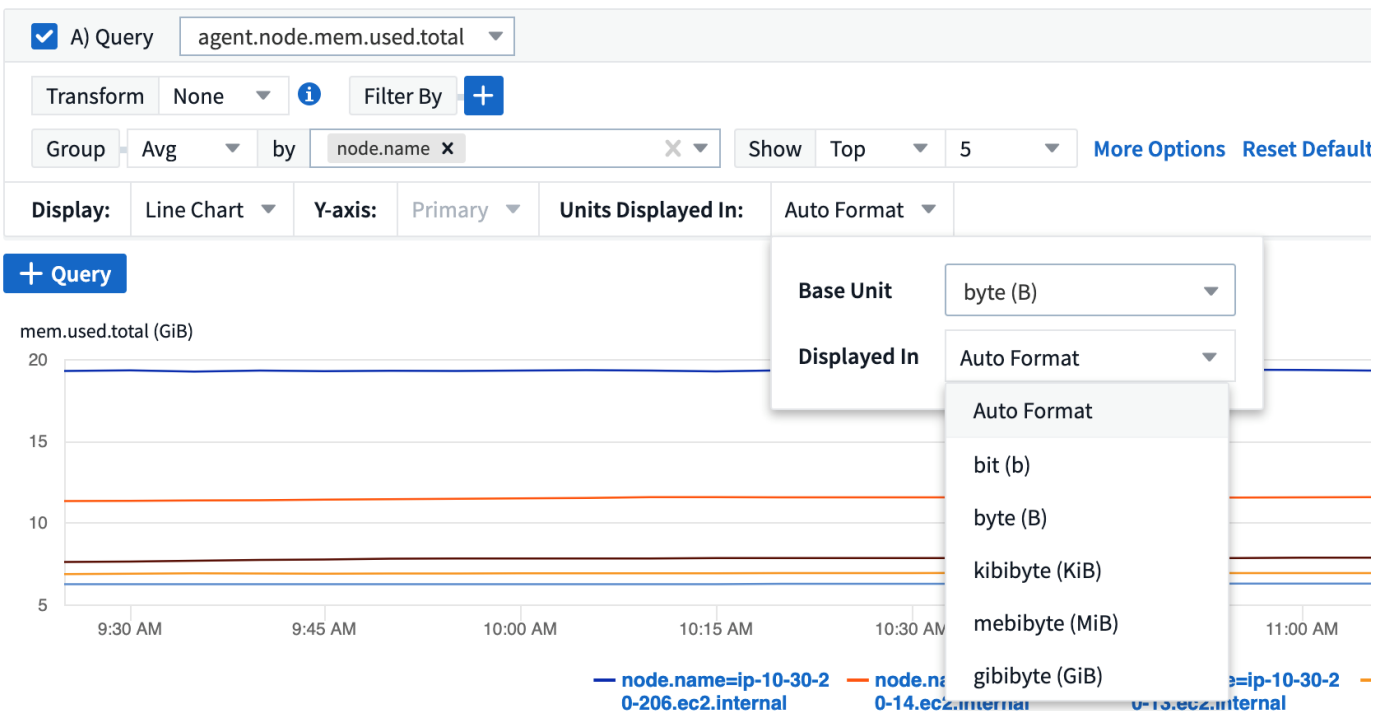 A) Query agent.node.mem.used.total
Transform None i Filter By +
Group Avg by node.name × Show Top 5 More Options Reset Default
Display: Line Chart Y-axis: Primary Units Displayed In: Auto Format
+ Query
Base Unit byte (B)
Displayed In Auto Format
Auto Format
bit (b)
byte (B)
kibibyte (KiB)
mebibyte (MiB)
gibibyte (GiB)
mem.used.total (GiB)
20
15
10
5
9:30 AM 9:45 AM 10:00 AM 10:15 AM 10:30 AM 11:00 AM
node.name=ip-10-30-2
0-206.ec2.internal
node.na
0-14.ec2.internal
e=ip-10-30-2
0-13.ec2.internal